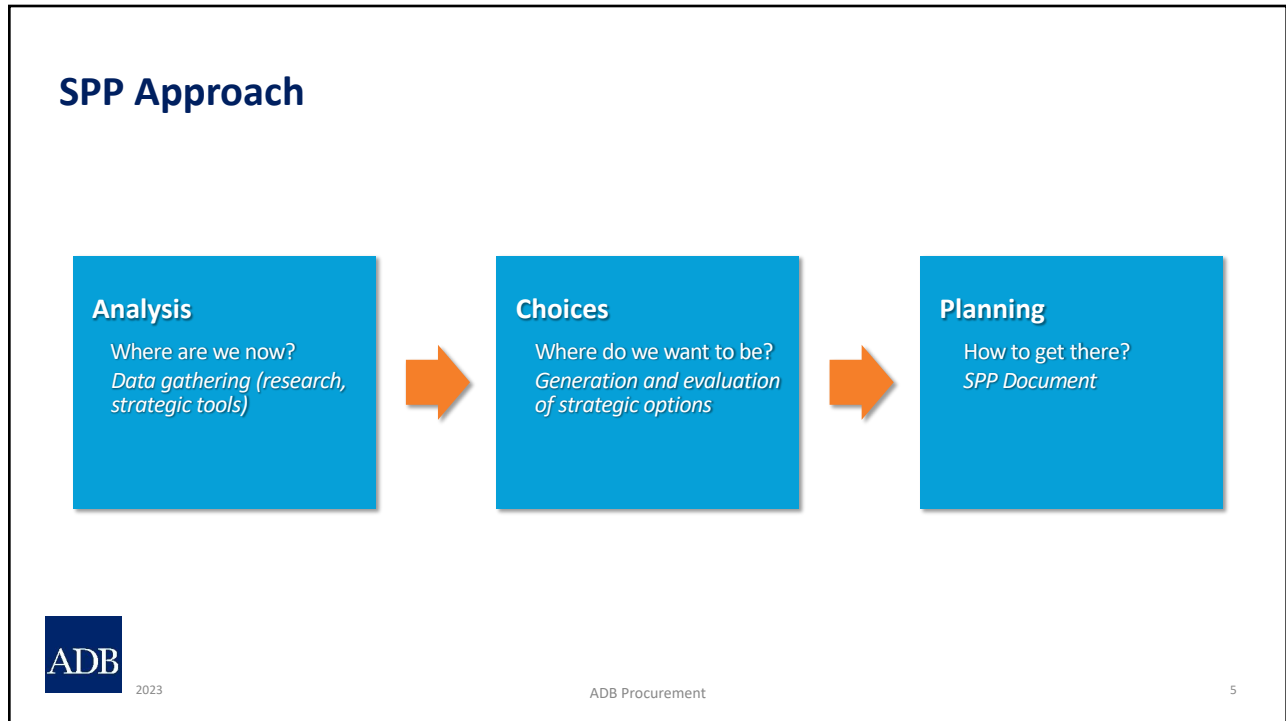 SPP Approach
Analysis
Where are we now?
Data gathering (research,
strategic tools)
Choices
Where do we want to be?
Generation and evaluation
of strategic options
Planning
How to get there?
SPP Document
ADB
2023
ADB Procurement
5